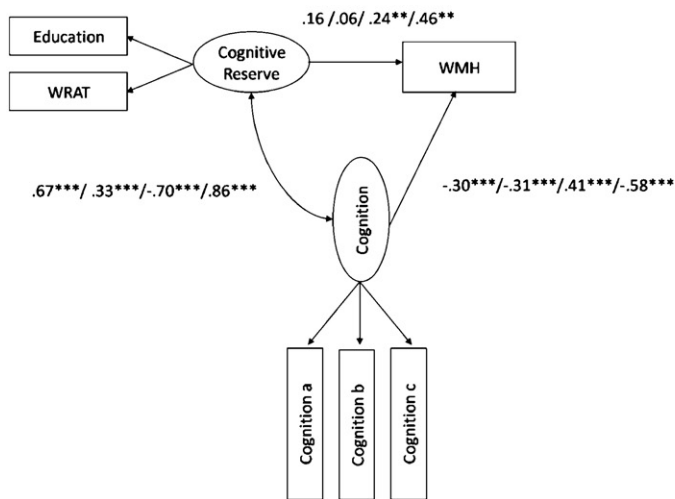 .16 /.06/ .24**/.46**
Education
Cognitive
Reserve
WMH
WRAT
.67***/ .33***/-.70***/.86***
-.30***/-.31***/.41***/-.58***
Cognition
Cognition a
Cognition b
Cognition c